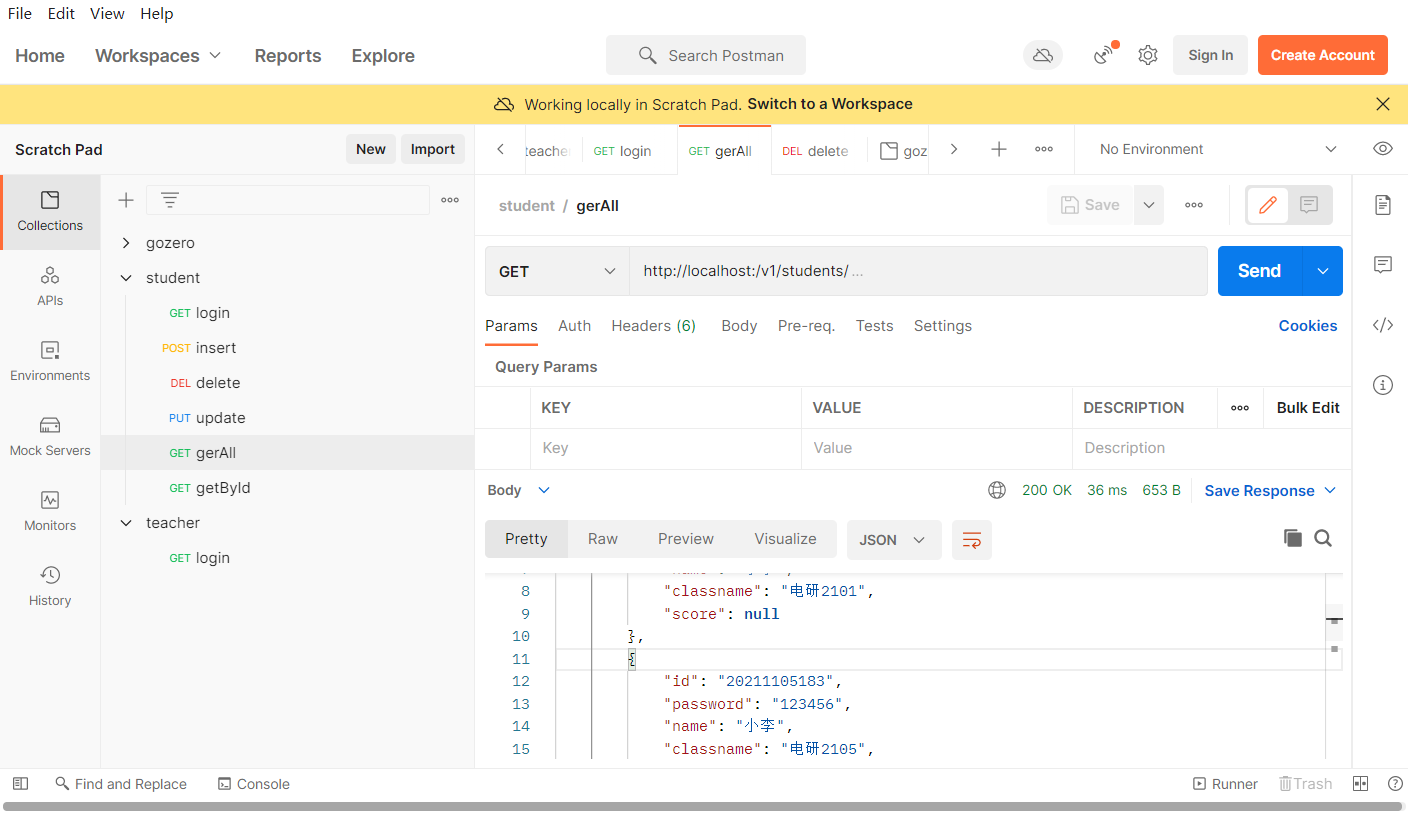 File Edit View Help
Home Workspaces Reports Explore Search Postman Sign In Create Account
Working locally in Scratch Pad. Switch to a Workspace
Scratch Pad New Import
teache GET login GET gerAll DEL delete goz No Environment
Collections
APIs
Environments
Mock Servers
Monitors
History
gozero
student
GET login
POST insert
DEL delete
PUT update
GET gerAll
GET getById
teacher
GET login
student / gerAll Save
GET http://localhost:/v1/students/ ... Send
Params Auth Headers (6) Body Pre-req. Tests Settings Cookies
Query Params
KEY VALUE DESCRIPTION Bulk Edit
Key Value Description
Body 200 OK 36 ms 653 B Save Response
Pretty Raw Preview Visualize JSON
8 "classname": "电研2101",
9 "score": null
10 },
11 {
12 "id": "20211105183",
13 "password": "123456",
14 "name": "小李",
15 "classname": "电研2105",
Find and Replace Console Runner Trash